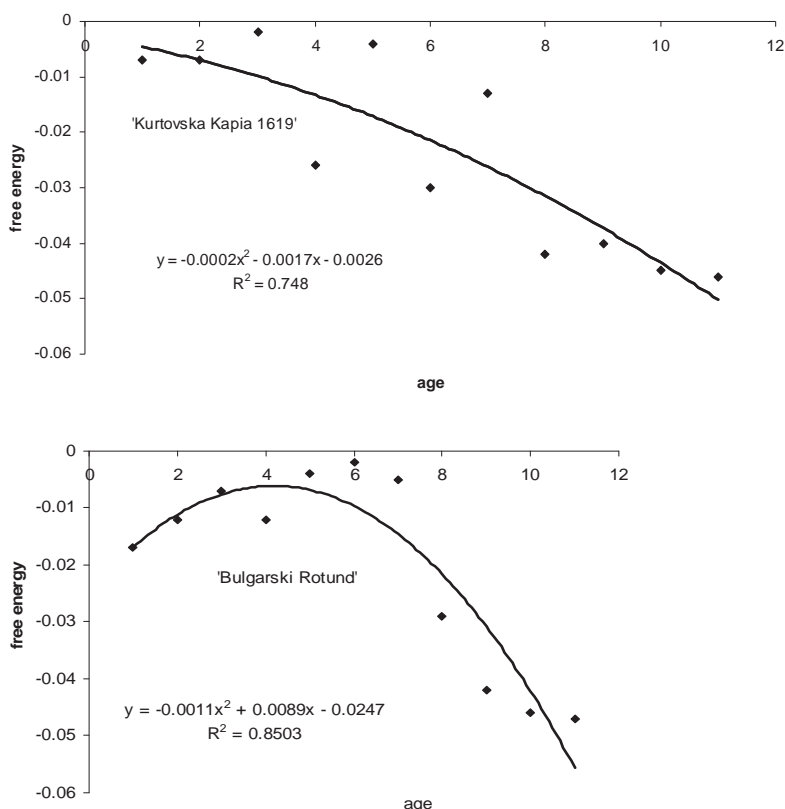 0
0 2 4 6 8 10 12
-0.01
-0.02
-0.03
-0.04
-0.05
-0.06
free energy
'Kurtovska Kapia 1619'
y = -0.0002x² - 0.0017x - 0.0026
R² = 0.748
age
0
0 2 4 6 8 10 12
-0.01
-0.02
-0.03
-0.04
-0.05
-0.06
free energy
'Bulgarski Rotund'
y = -0.0011x² + 0.0089x - 0.0247
R² = 0.8503
age